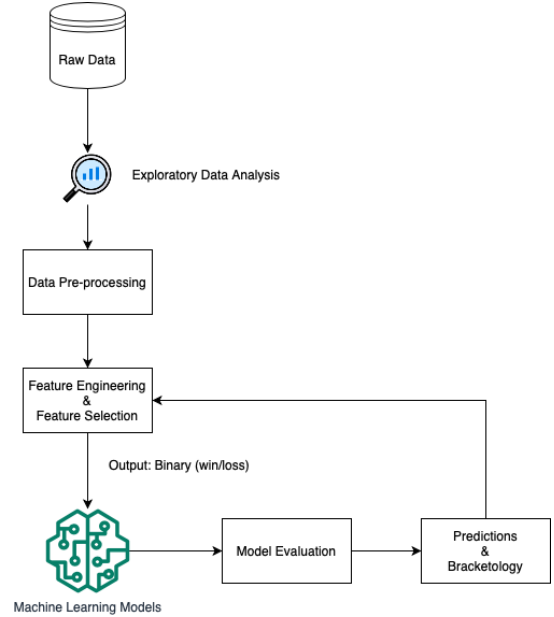 Raw Data
Exploratory Data Analysis
Data Pre-processing
Feature Engineering
&
Feature Selection
Output: Binary (win/loss)
Machine Learning Models
Model Evaluation
Predictions
&
Bracketology